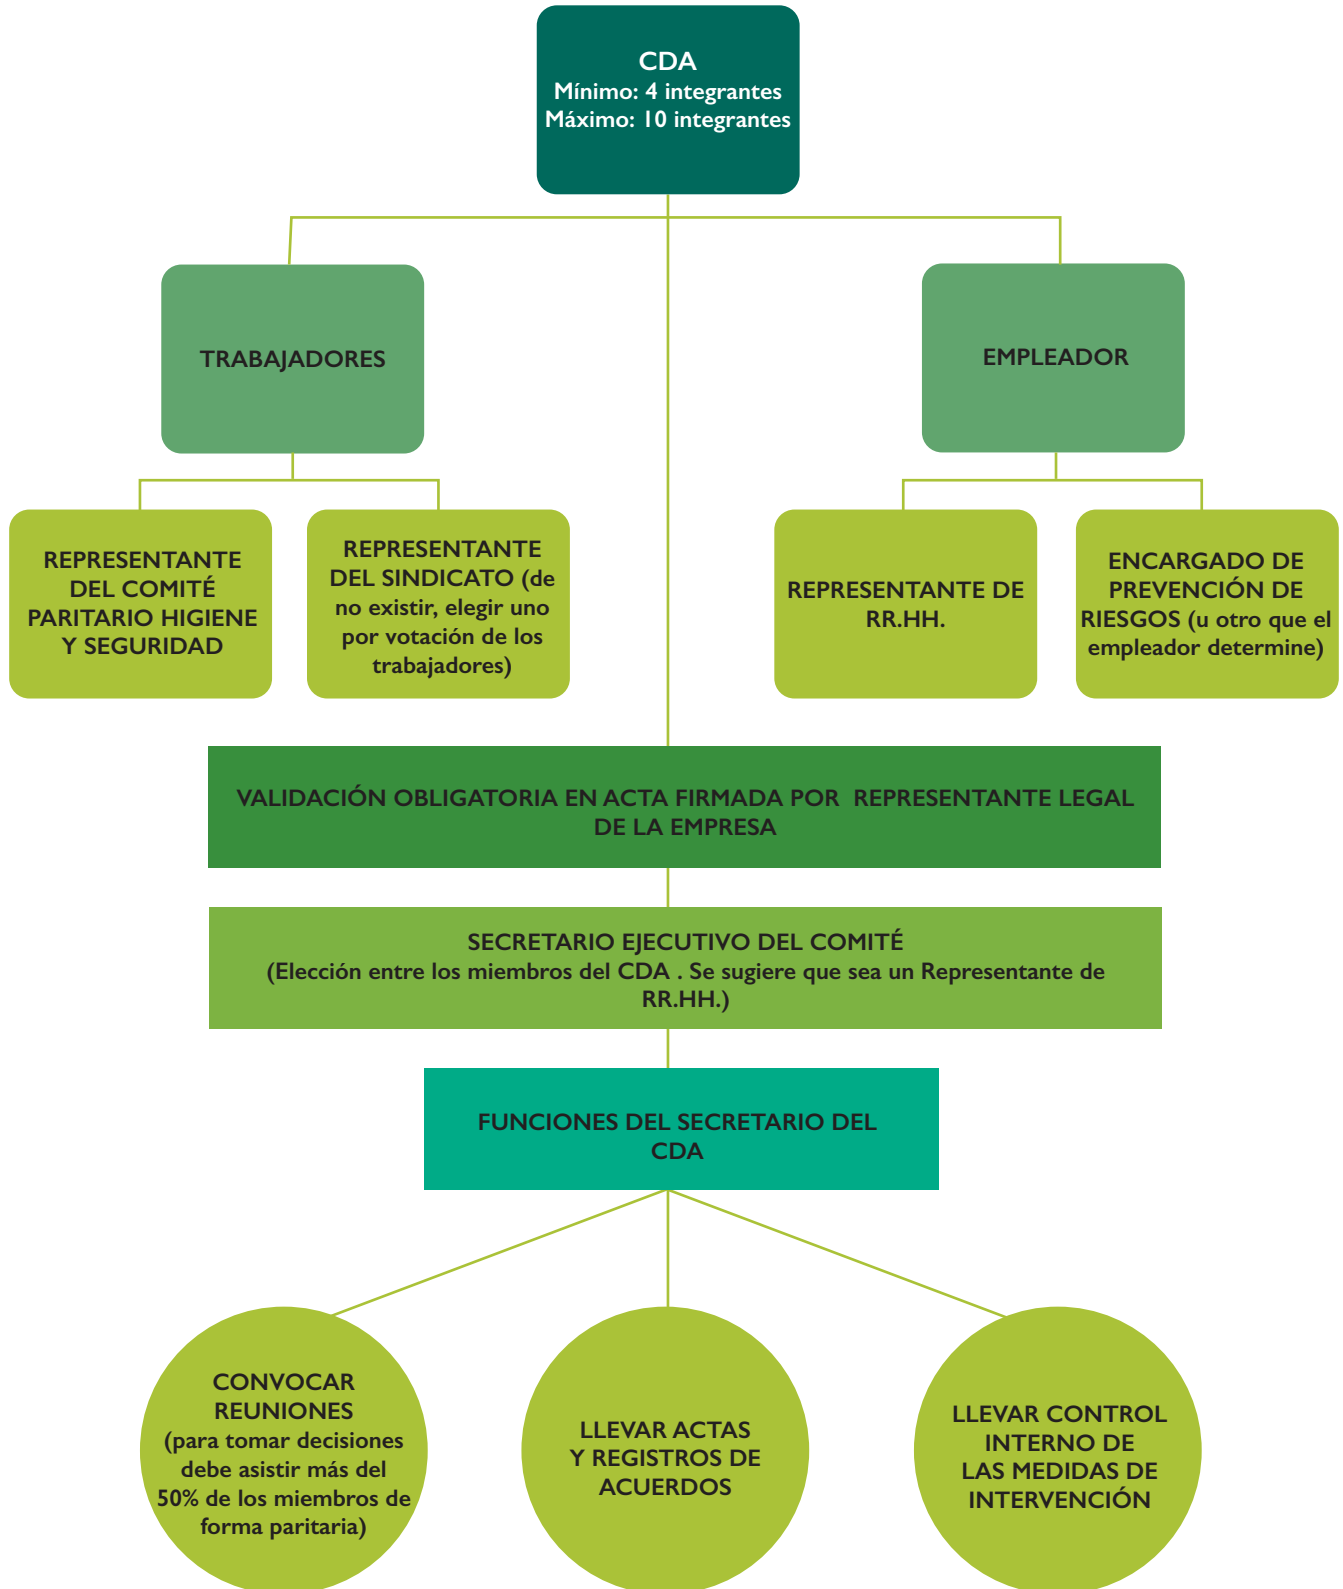 CDA
Mínimo: 4 integrantes
Máximo: 10 integrantes
TRABAJADORES
EMPLEADOR
REPRESENTANTE
DEL COMITÉ
PARITARIO HIGIENE
Y SEGURIDAD
REPRESENTANTE
DEL SINDICATO (de
no existir, elegir uno
por votación de los
trabajadores)
REPRESENTANTE DE
RR.HH.
ENCARGADO DE
PREVENCIÓN DE
RIESGOS (u otro que el
empleador determine)
VALIDACIÓN OBLIGATORIA EN ACTA FIRMADA POR REPRESENTANTE LEGAL
DE LA EMPRESA
SECRETARIO EJECUTIVO DEL COMITÉ
(Elección entre los miembros del CDA . Se sugiere que sea un Representante de
RR.HH.)
FUNCIONES DEL SECRETARIO DEL
CDA
CONVOCAR
REUNIONES
(para tomar decisiones
debe asistir más del
50% de los miembros de
forma paritaria)
LLEVAR ACTAS
Y REGISTROS DE
ACUERDOS
LLEVAR CONTROL
INTERNO DE
LAS MEDIDAS DE
INTERVENCIÓN